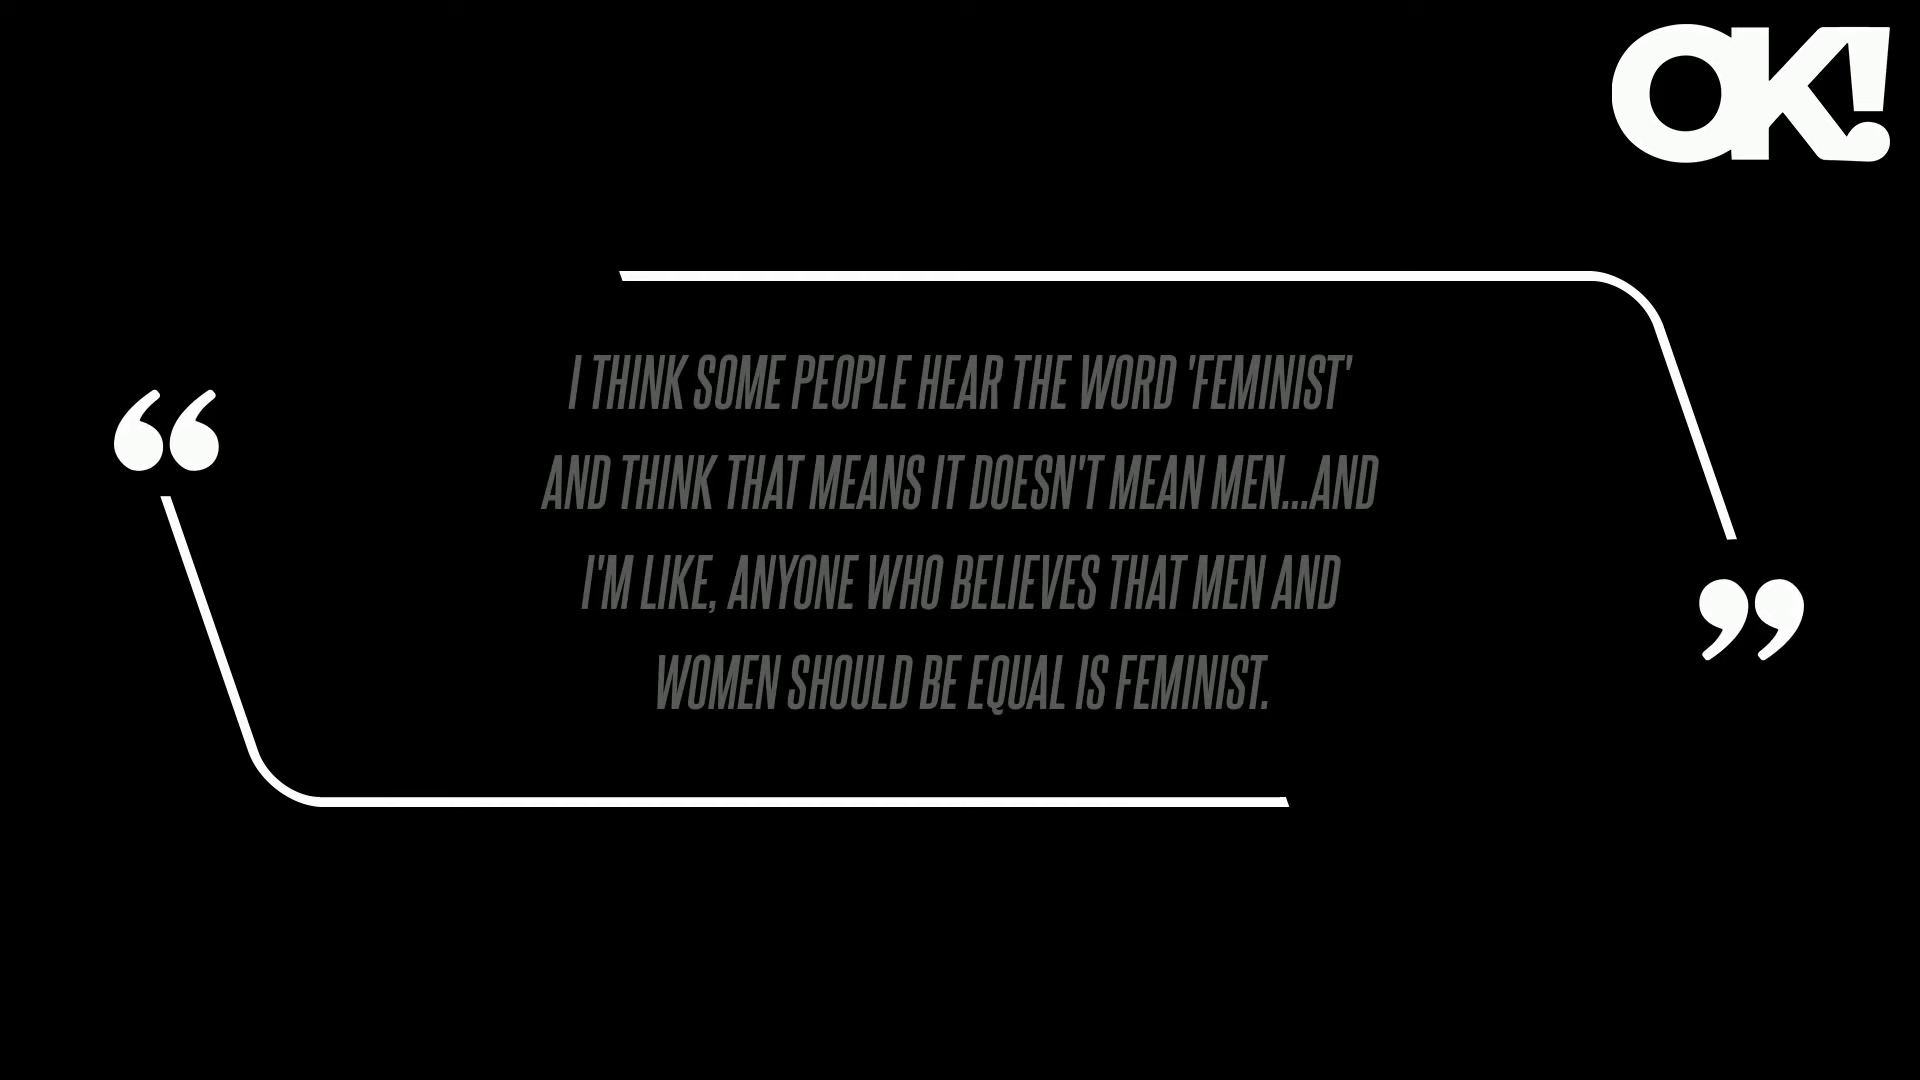 OK!
“
I THINK SOME PEOPLE HEAR THE WORD 'FEMINIST'
AND THINK THAT MEANS IT DOESN'T MEAN MEN...AND
I'M LIKE, ANYONE WHO BELIEVES THAT MEN AND
WOMEN SHOULD BE EQUAL IS FEMINIST.
”